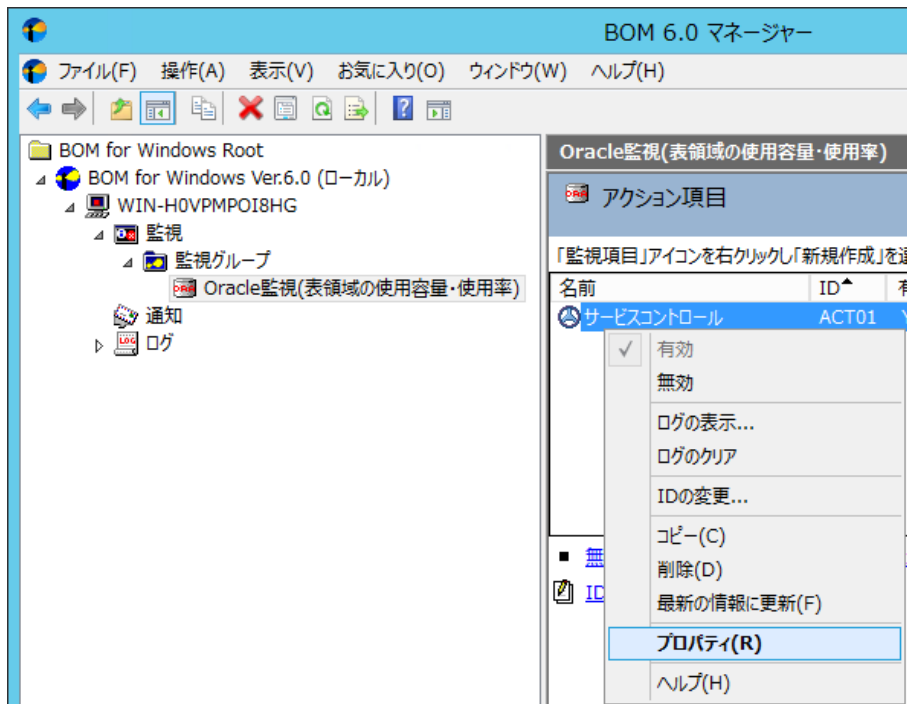 BOM 6.0 マネージャー
ファイル(F) 操作(A) 表示(V) お気に入り(O) ウィンドウ(W) ヘルプ(H)
BOM for Windows Root
BOM for Windows Ver.6.0 (ローカル)
WIN-H0VPMPOI8HG
監視
監視グループ
Oracle監視(表領域の使用容量・使用率)
通知
ログ
Oracle監視(表領域の使用容量・使用率)
アクション項目
「監視項目」アイコンを右クリックし「新規作成」を
名前 ID
サービスコントロール ACT01
有効
無効
ログの表示...
ログのクリア
IDの変更...
コピー(C)
削除(D)
最新の情報に更新(F)
プロパティ(R)
ヘルプ(H)
無
ID